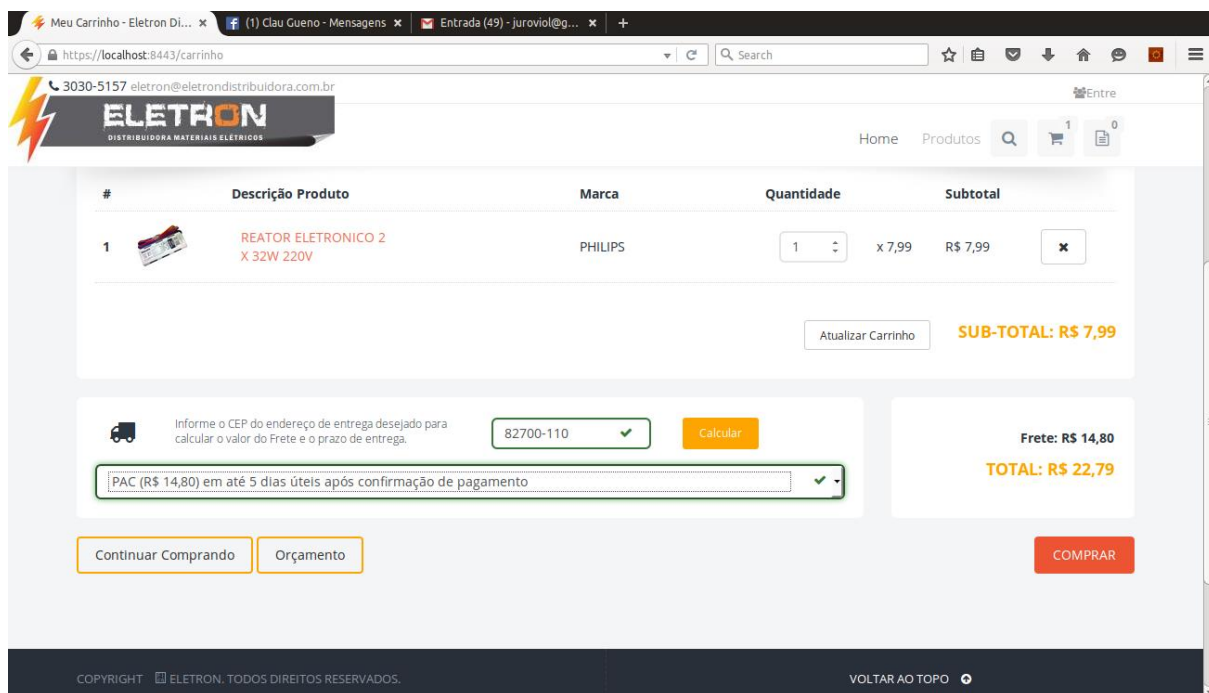 Meu Carrinho - Eletron Di... × (1) Clau Gueno - Mensagens × Entrada (49) - juroviol@g... × +
https://localhost:8443/carrinho Search
3030-5157 eletron@eletrondistribuidora.com.br Entre
ELETRON
DISTRIBUIDORA MATERIAIS ELÉTRICOS
Home Produtos 1 0
# Descrição Produto Marca Quantidade Subtotal
1 REATOR ELETRONICO 2 PHILIPS 1 x 7,99 R$ 7,99
X 32W 220V
Atualizar Carrinho SUB-TOTAL: R$ 7,99
Informe o CEP do endereço de entrega desejado para
calcular o valor do Frete e o prazo de entrega.
82700-110 Calcular
Frete: R$ 14,80
TOTAL: R$ 22,79
PAC (R$ 14,80) em até 5 dias úteis após confirmação de pagamento
Continuar Comprando Orçamento COMPRAR
COPYRIGHT ELETRON. TODOS DIREITOS RESERVADOS. VOLTAR AO TOPO